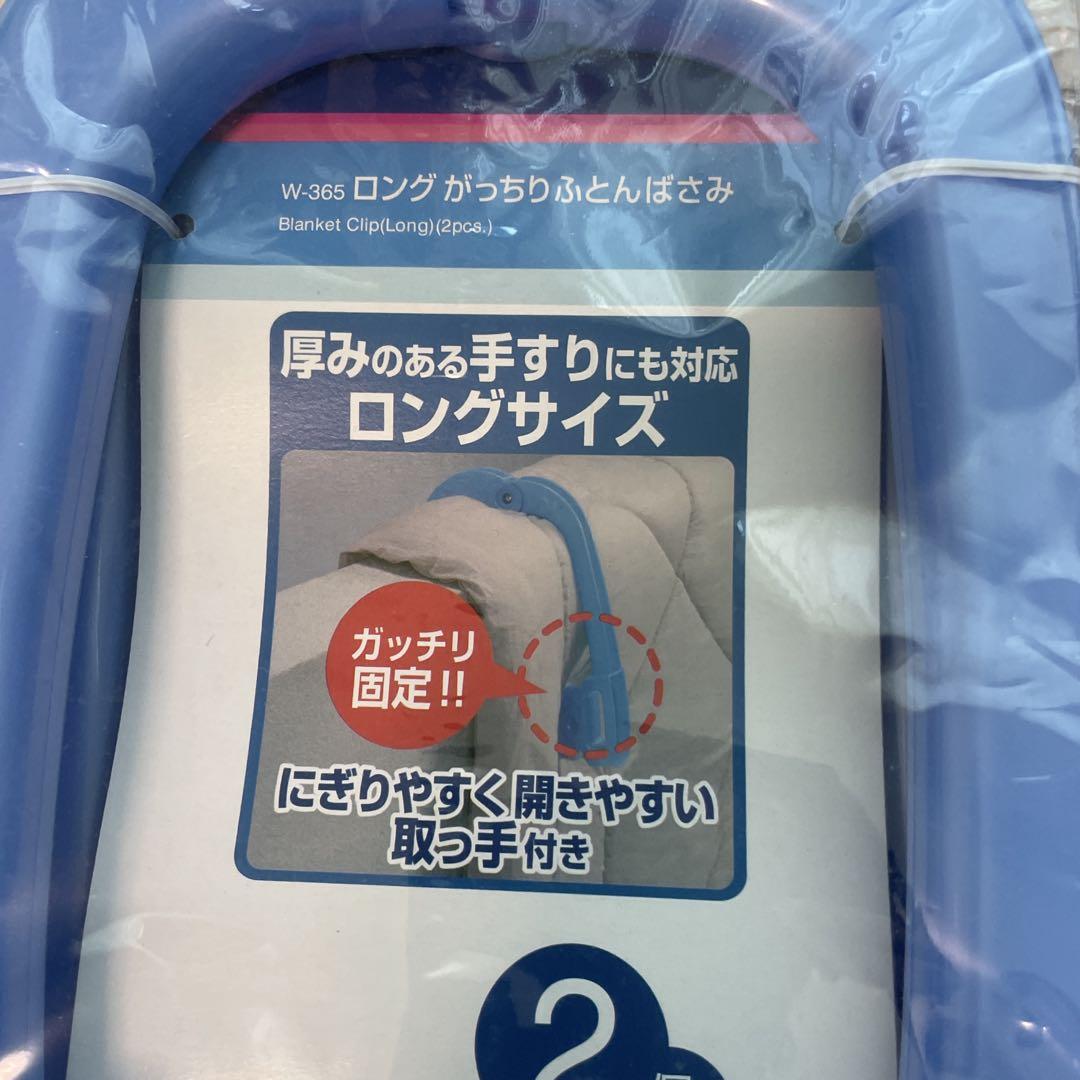 W-365 ロング がっちりふとんばさみ
Blanket Clip(Long)(2pcs.)
厚みのある手すりにも対応
ロングサイズ
ガッチリ
固定!!
にぎりやすく開きやすい
取っ手付き
2